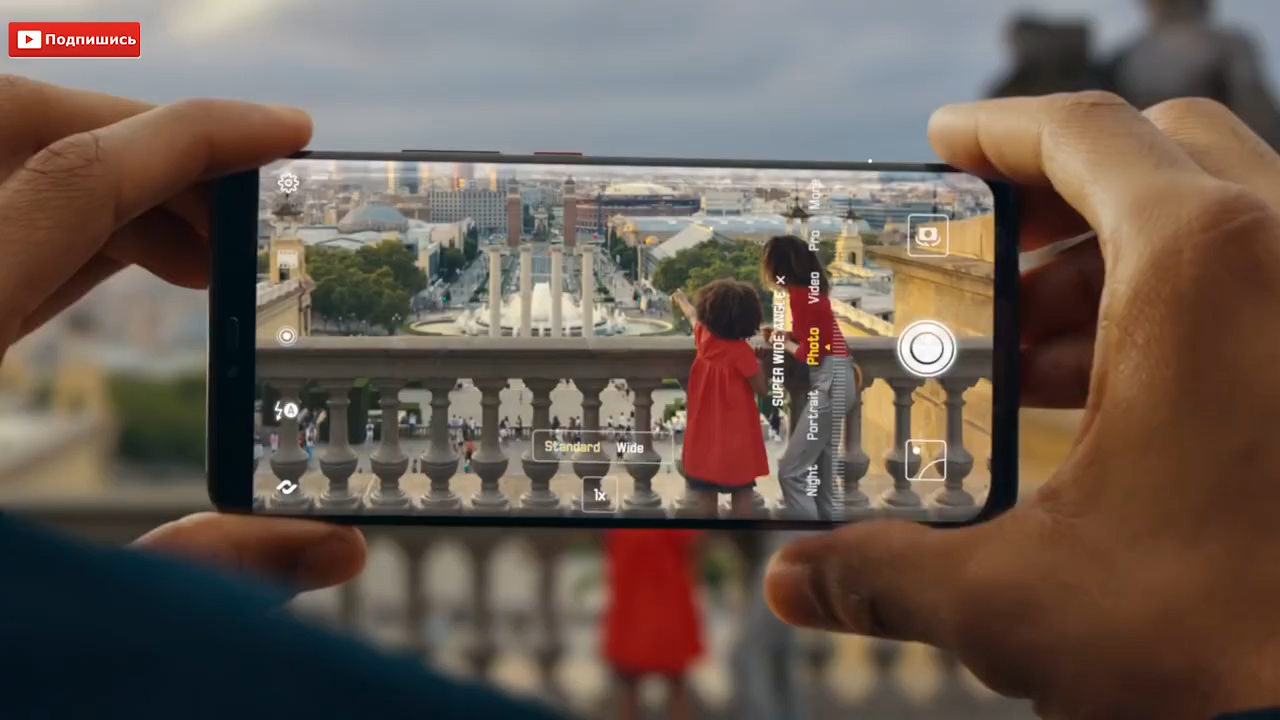 Подпишись
More
Pro
Video
Photo
Portrait
Night
SUPER WIDE ANGLE ×
A
Standard Wide
1x